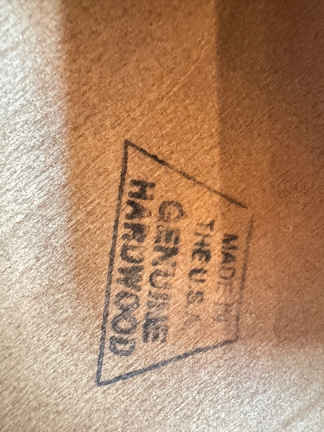 MADE IN
THE U.S.A.
GENUINE
HARDWOOD